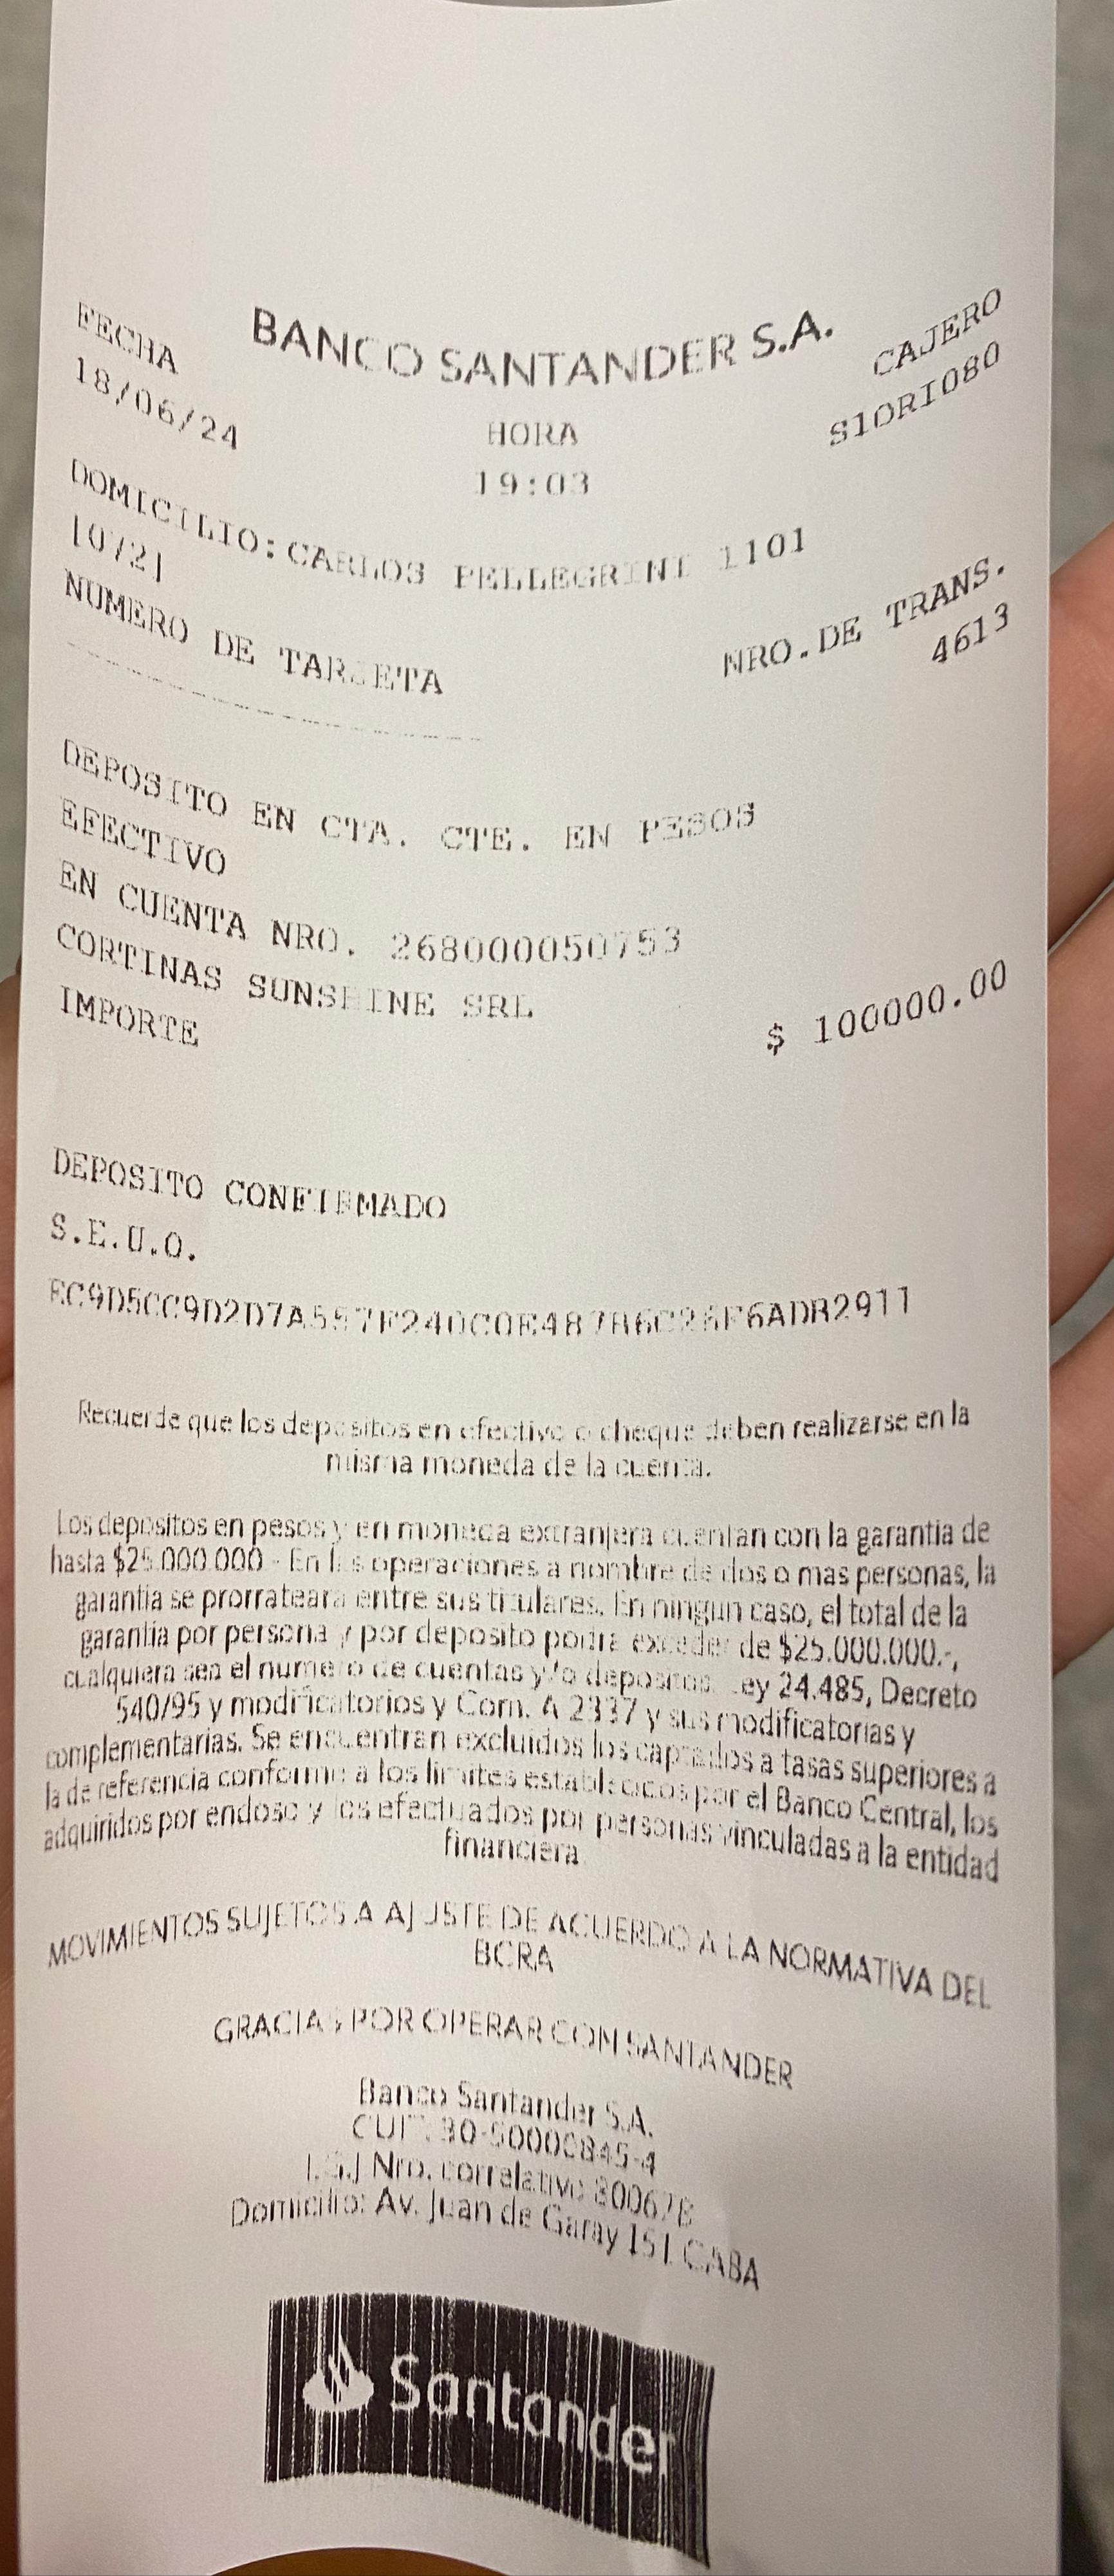 BANCO SANTANDER S.A.
FECHA HORA CAJERO
18/06/24 19:03 S1ORI080
DOMICILIO: CARLOS PELLEGRINI 1101
[072]
NUMERO DE TARJETA NRO.DE TRANS.
4613
DEPOSITO EN CTA. CTE. EN PESOS
EFECTIVO
EN CUENTA NRO. 268000050753
CORTINAS SUNSHINE SRL
IMPORTE $ 100000.00
DEPOSITO CONFIRMADO
S.E.U.O.
Recuerde que los depositos en efectivo o cheque deben realizarse en la
misma moneda de la cuenta.
Los depositos en pesos y en moneda extranjera cuentan con la garantia de
hasta $25.000.000 - En las operaciones a nombre de dos o mas personas, la
garantia se prorrateara entre sus titulares. En ningun caso, el total de la
garantia por persona y por deposito podra exceder de $25.000.000.-,
cualquiera sea el numero de cuentas y/o depositos. Ley 24.485, Decreto
540/95 y modificatorios y Com. A 2337 y sus modificatorias y
complementarias. Se encuentran excluidos los captados a tasas superiores a
la de referencia conforme a los limites establecidos por el Banco Central, los
adquiridos por endoso y los efectuados por personas vinculadas a la entidad
financiera
MOVIMIENTOS SUJETOS A AJUSTE DE ACUERDO A LA NORMATIVA DEL
BCRA
GRACIAS POR OPERAR CON SANTANDER
Banco Santander S.A.
CUIT: 30-50000845-4
I.G.J Nro. correlativo 800678
Domicilio: Av. Juan de Garay 151 CABA
Santander